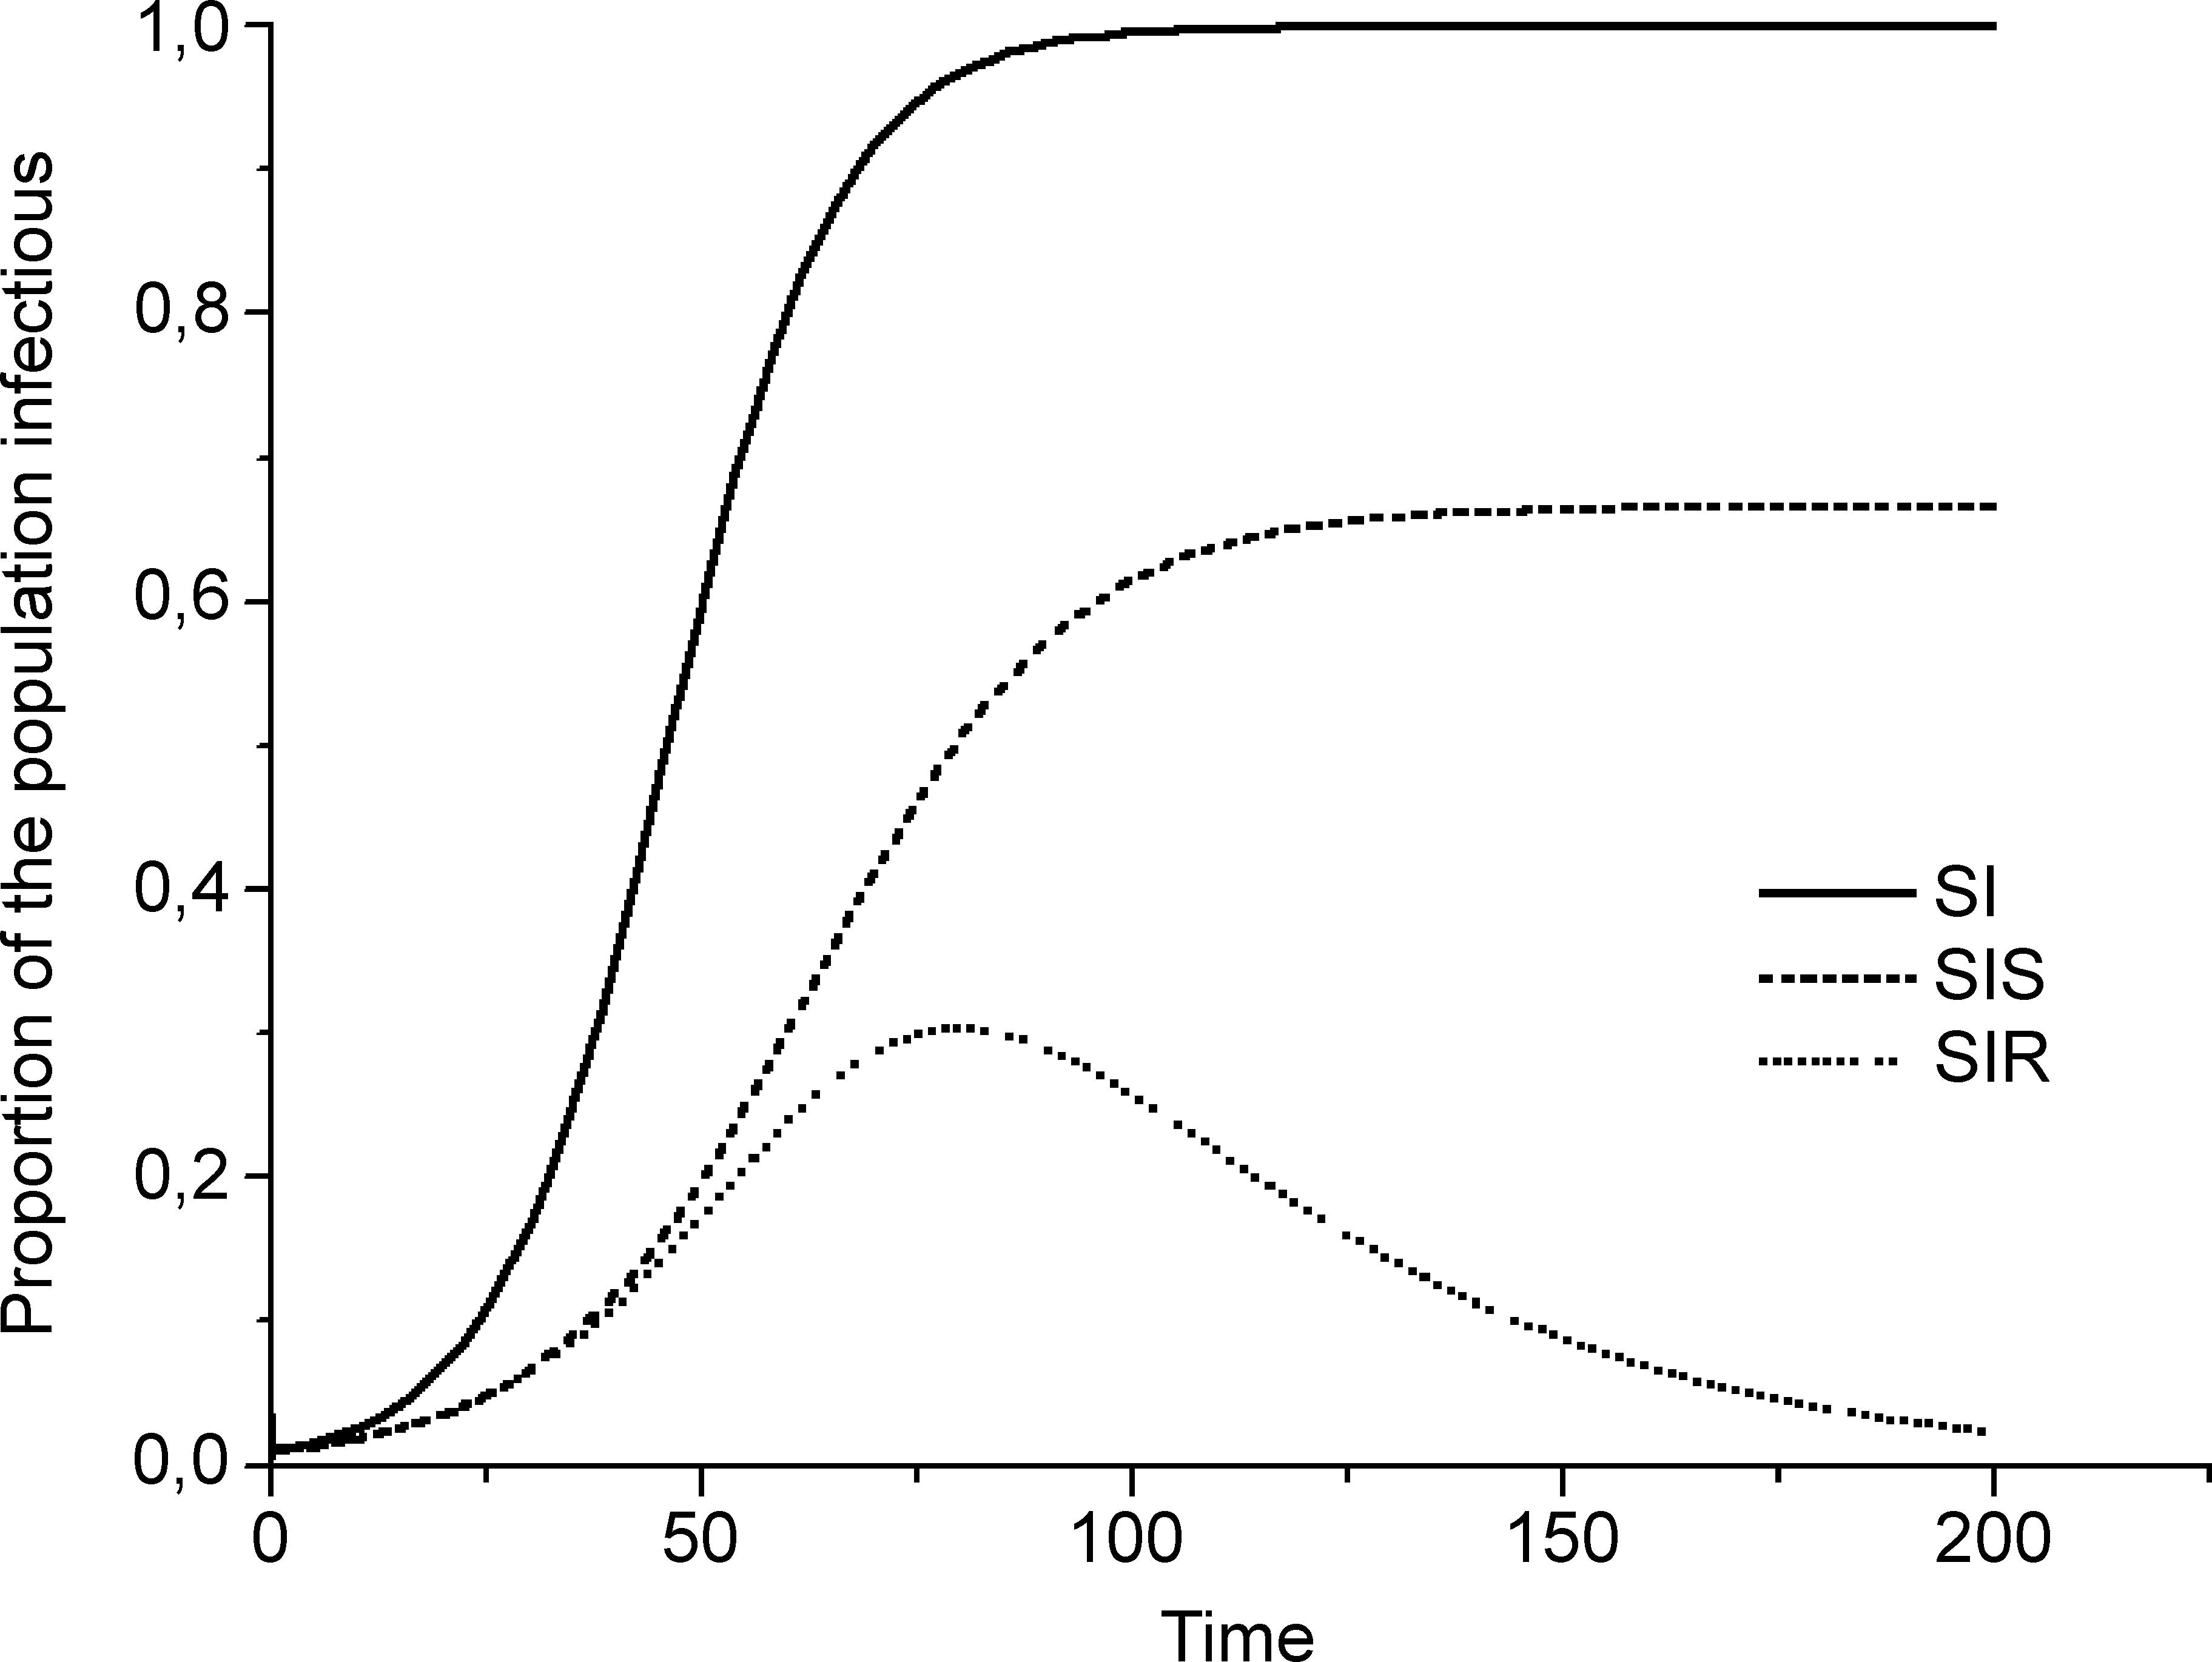 Proportion of the population infectious
1,0
0,8
0,6
0,4
0,2
0,0
0
50
100
150
200
Time
SI
SIS
SIR